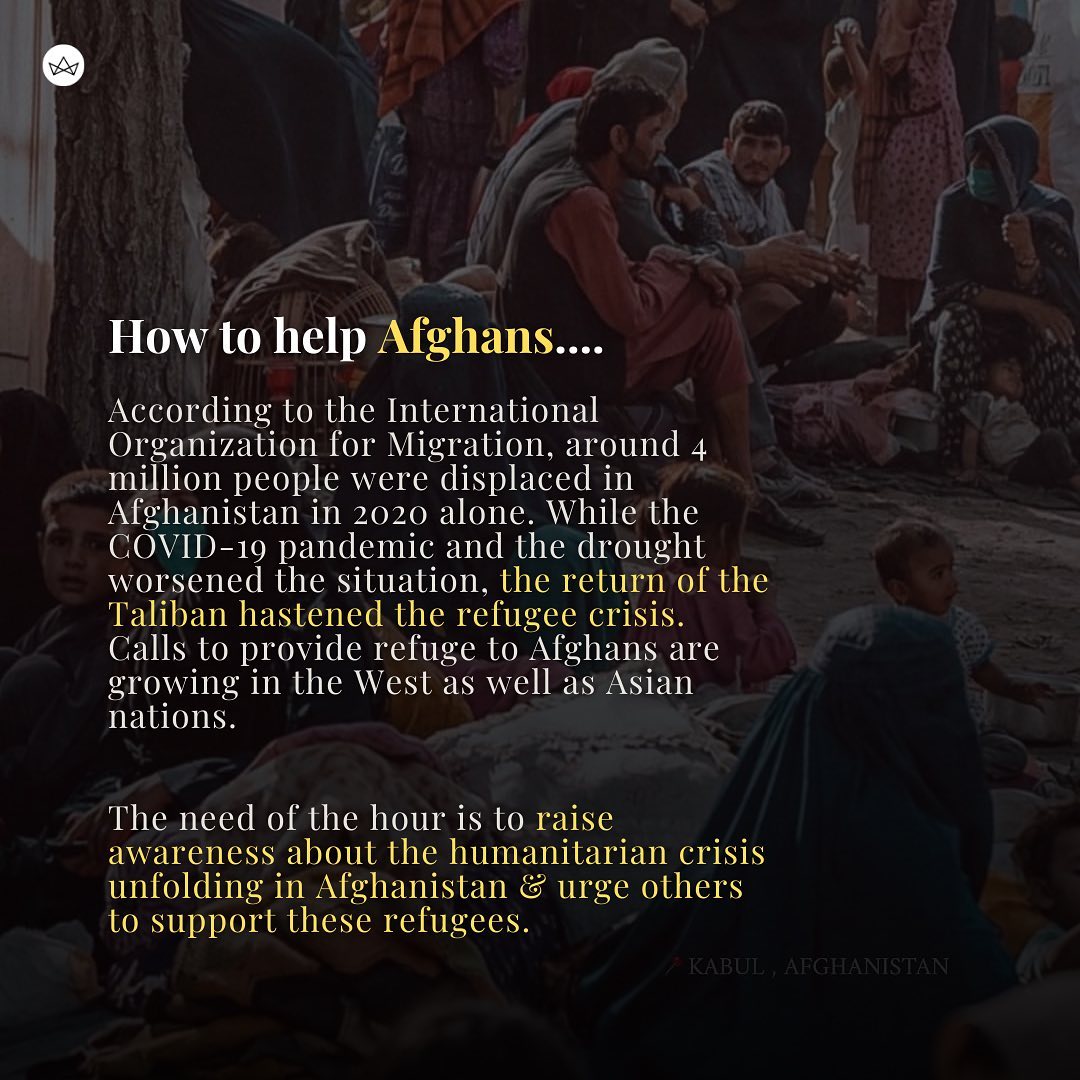 How to help Afghans....
According to the International
Organization for Migration, around 4
million people were displaced in
Afghanistan in 2020 alone. While the
COVID-19 pandemic and the drought
worsened the situation, the return of the
Taliban hastened the refugee crisis.
Calls to provide refuge to Afghans are
growing in the West as well as Asian
nations.
The need of the hour is to raise
awareness about the humanitarian crisis
unfolding in Afghanistan & urge others
to support these refugees.
KABUL , AFGHANISTAN